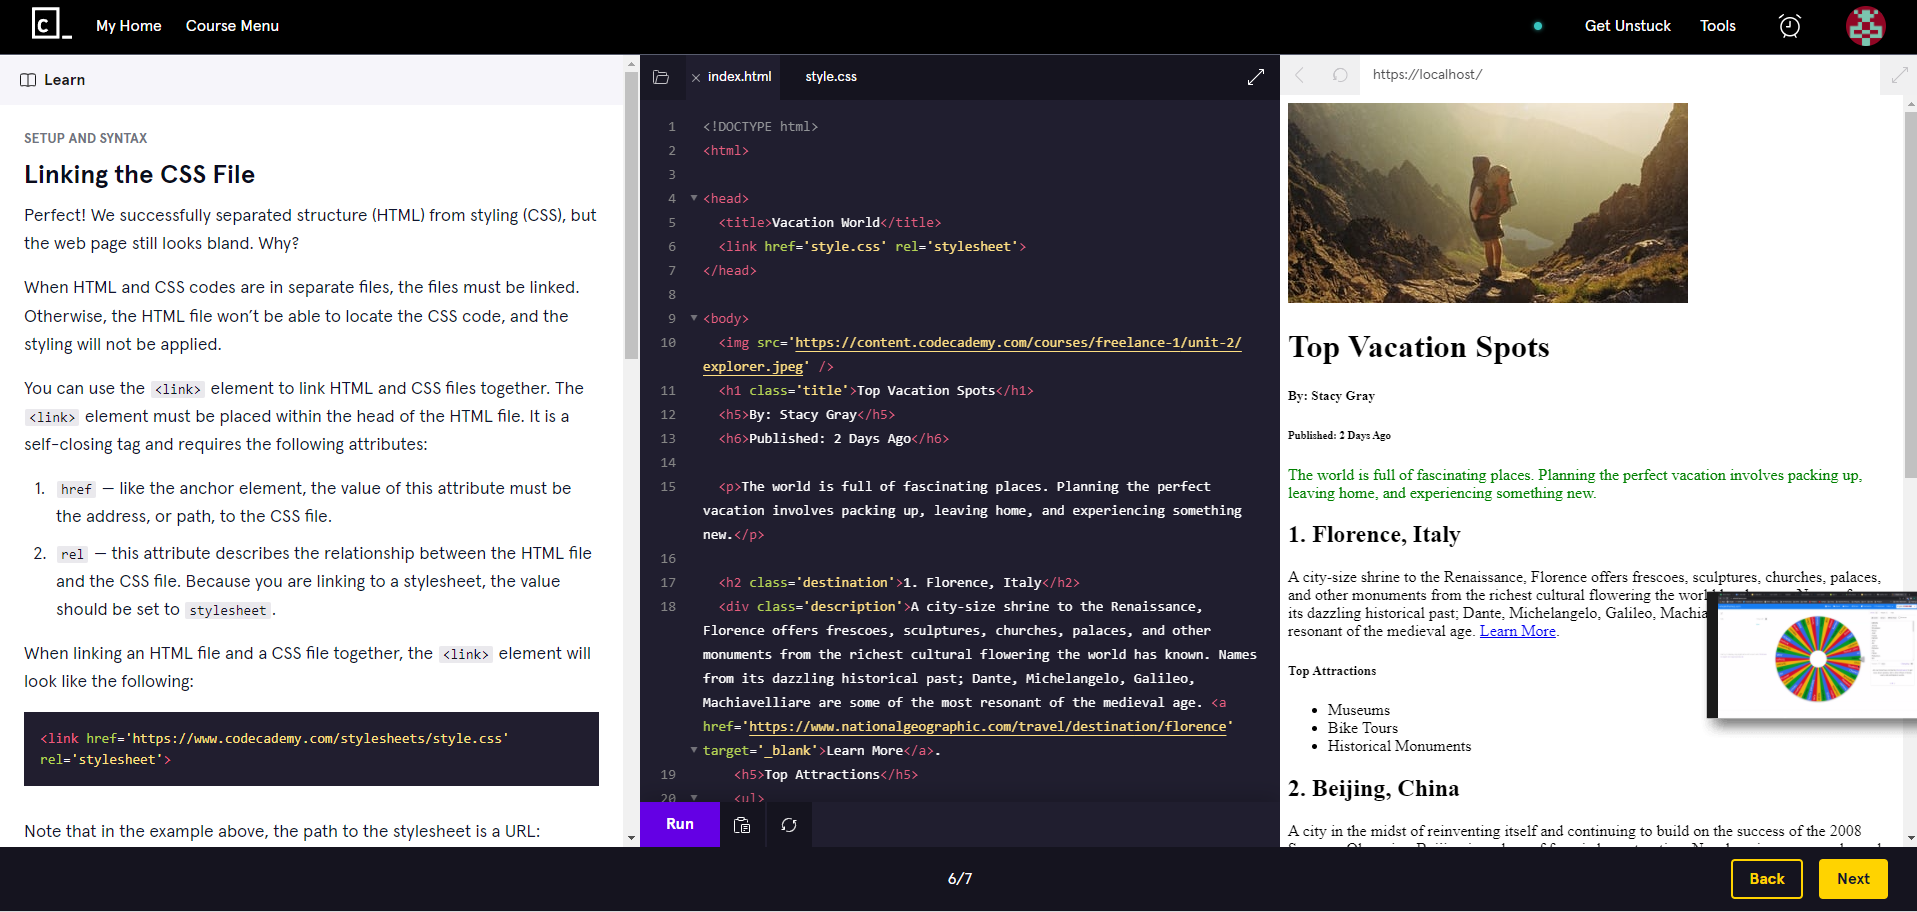 My Home Course Menu Get Unstuck Tools
Learn
SETUP AND SYNTAX
Linking the CSS File
Perfect! We successfully separated structure (HTML) from styling (CSS), but
the web page still looks bland. Why?
When HTML and CSS codes are in separate files, the files must be linked.
Otherwise, the HTML file won’t be able to locate the CSS code, and the
styling will not be applied.
You can use the <link> element to link HTML and CSS files together. The
<link> element must be placed within the head of the HTML file. It is a
self-closing tag and requires the following attributes:
1. href — like the anchor element, the value of this attribute must be
the address, or path, to the CSS file.
2. rel — this attribute describes the relationship between the HTML file
and the CSS file. Because you are linking to a stylesheet, the value
should be set to stylesheet.
When linking an HTML file and a CSS file together, the <link> element will
look like the following:
<link href='https://www.codecademy.com/stylesheets/style.css'
rel='stylesheet'>
Note that in the example above, the path to the stylesheet is a URL:
index.html style.css
1 <!DOCTYPE html>
2 <html>
3
4 <head>
5 <title>Vacation World</title>
6 <link href='style.css' rel='stylesheet'>
7 </head>
8
9 <body>
10 <img src='https://content.codecademy.com/courses/freelance-1/unit-2/
explorer.jpeg' />
11 <h1 class='title'>Top Vacation Spots</h1>
12 <h5>By: Stacy Gray</h5>
13 <h6>Published: 2 Days Ago</h6>
14
15 <p>The world is full of fascinating places. Planning the perfect
vacation involves packing up, leaving home, and experiencing something
new.</p>
16
17 <h2 class='destination'>1. Florence, Italy</h2>
18 <div class='description'>A city-size shrine to the Renaissance,
Florence offers frescoes, sculptures, churches, palaces, and other
monuments from the richest cultural flowering the world has known. Names
from its dazzling historical past; Dante, Michelangelo, Galileo,
Machiavelliare are some of the most resonant of the medieval age. <a
href='https://www.nationalgeographic.com/travel/destination/florence'
target='_blank'>Learn More</a>.
19 <h5>Top Attractions</h5>
20 <ul>
Run
https://localhost/
Top Vacation Spots
By: Stacy Gray
Published: 2 Days Ago
The world is full of fascinating places. Planning the perfect vacation involves packing up,
leaving home, and experiencing something new.
1. Florence, Italy
A city-size shrine to the Renaissance, Florence offers frescoes, sculptures, churches, palaces,
and other monuments from the richest cultural flowering the
its dazzling historical past; Dante, Michelangelo, Galileo,
resonant of the medieval age. Learn More.
Top Attractions
Museums
Bike Tours
Historical Monuments
2. Beijing, China
A city in the midst of reinventing itself and continuing to build on the success of the 2008
6/7
Back Next